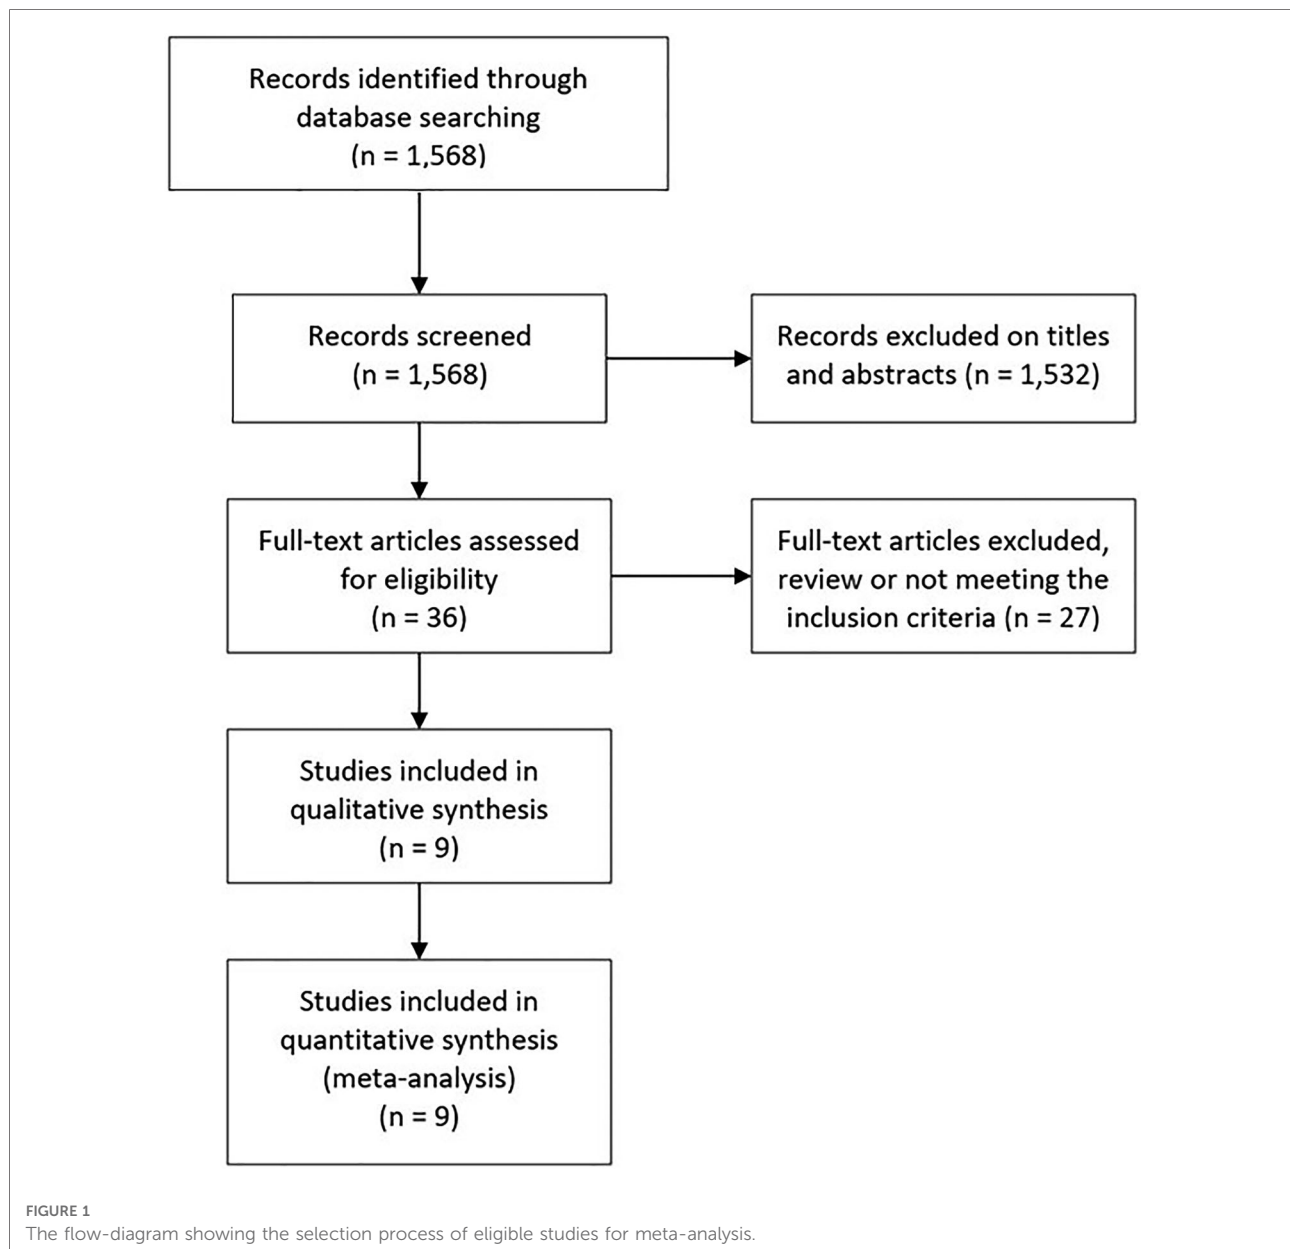 Records identified through
database searching
(n = 1,568)
Records screened
(n = 1,568)
Records excluded on titles
and abstracts (n = 1,532)
Full-text articles assessed
for eligibility
(n = 36)
Full-text articles excluded,
review or not meeting the
inclusion criteria (n = 27)
Studies included in
qualitative synthesis
(n = 9)
Studies included in
quantitative synthesis
(meta-analysis)
(n = 9)
FIGURE 1
The flow-diagram showing the selection process of eligible studies for meta-analysis.